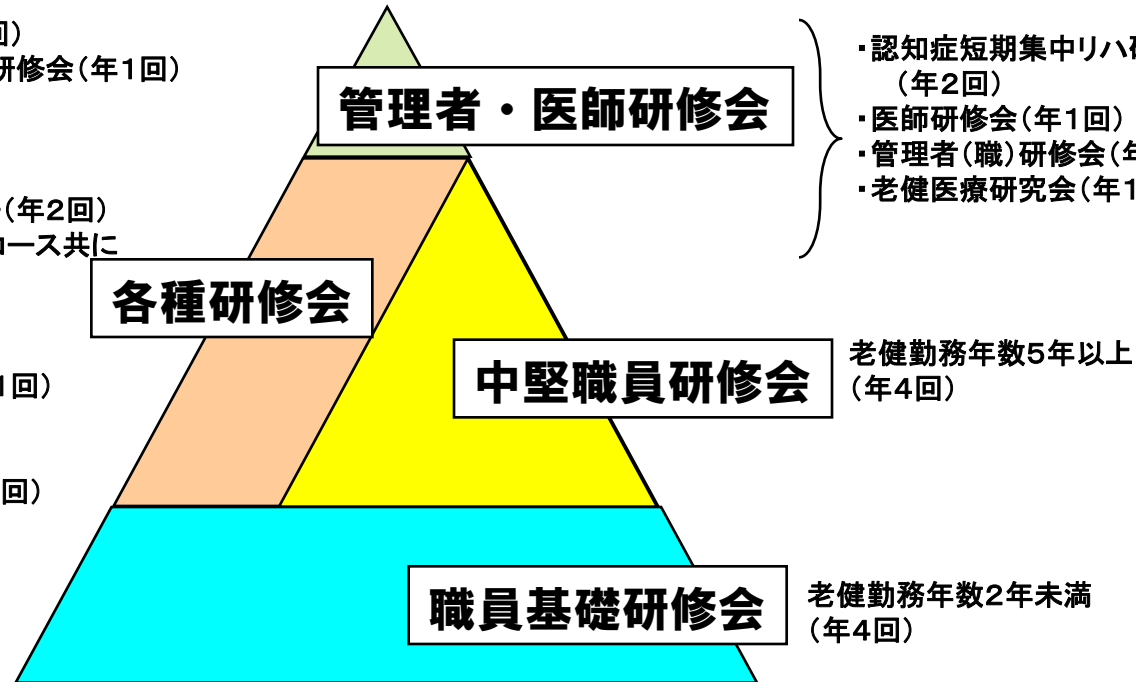 回)
研修会(年1回)
(年2回)
コース共に
1回)
回)
管理者・医師研修会
・認知症短期集中リハ研
(年2回)
・医師研修会(年1回)
・管理者(職)研修会(年
・老健医療研究会(年1
各種研修会
中堅職員研修会
老健勤務年数5年以上
(年4回)
職員基礎研修会
老健勤務年数2年未満
(年4回)